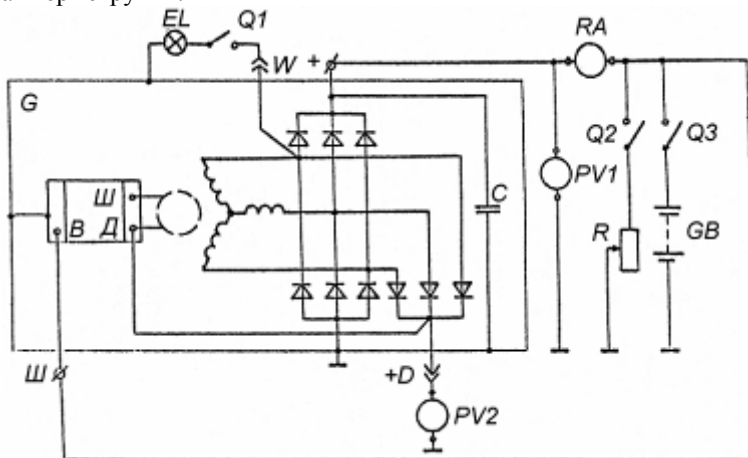 EL
Q1
W
+
RA
G
Q2
Q3
PV1
C
Ш
В
Д
R
GB
Ш
+D
PV2